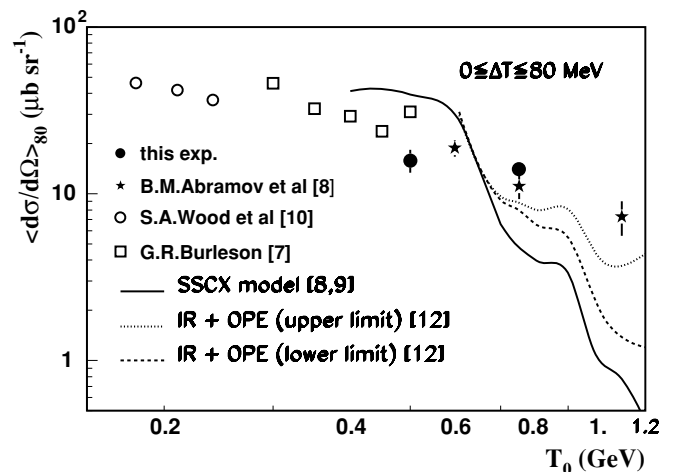 10²
0≦ΔT≦80 MeV
<dσ/dΩ>₈₀ (μb sr⁻¹)
this exp.
B.M.Abramov et al [8]
10
S.A.Wood et al [10]
G.R.Burleson [7]
SSCX model [8,9]
IR + OPE (upper limit) [12]
IR + OPE (lower limit) [12]
1
0.2 0.4 0.6 0.8 1. 1.2
T₀ (GeV)